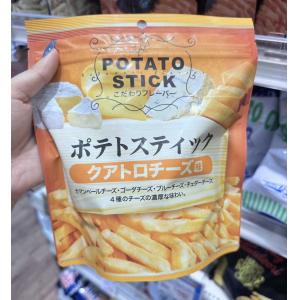 POTATO
STICK
こだわりフレーバー
ポテトスティック
クアトロチーズ味
カマンベールチーズ・ゴーダチーズ・ブルーチーズ・チェダーチーズ
4種のチーズの濃厚な味わい。